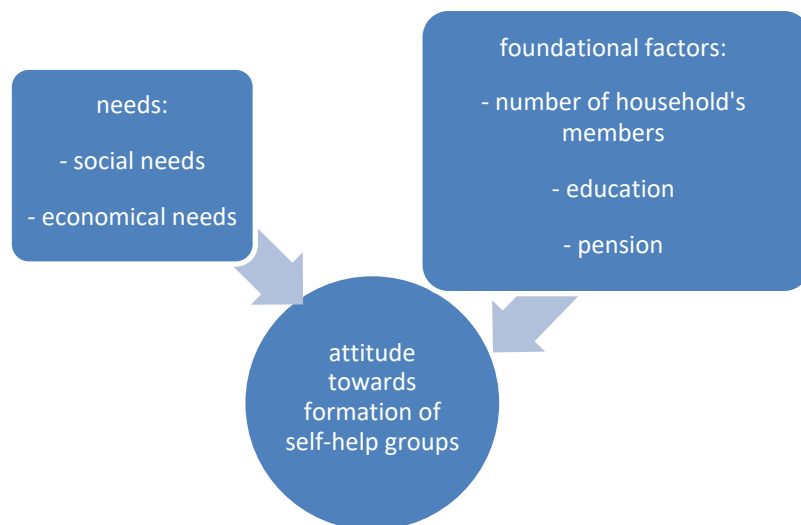 needs:
- social needs
- economical needs
foundational factors:
- number of household's
members
- education
- pension
attitude
towards
formation of
self-help groups